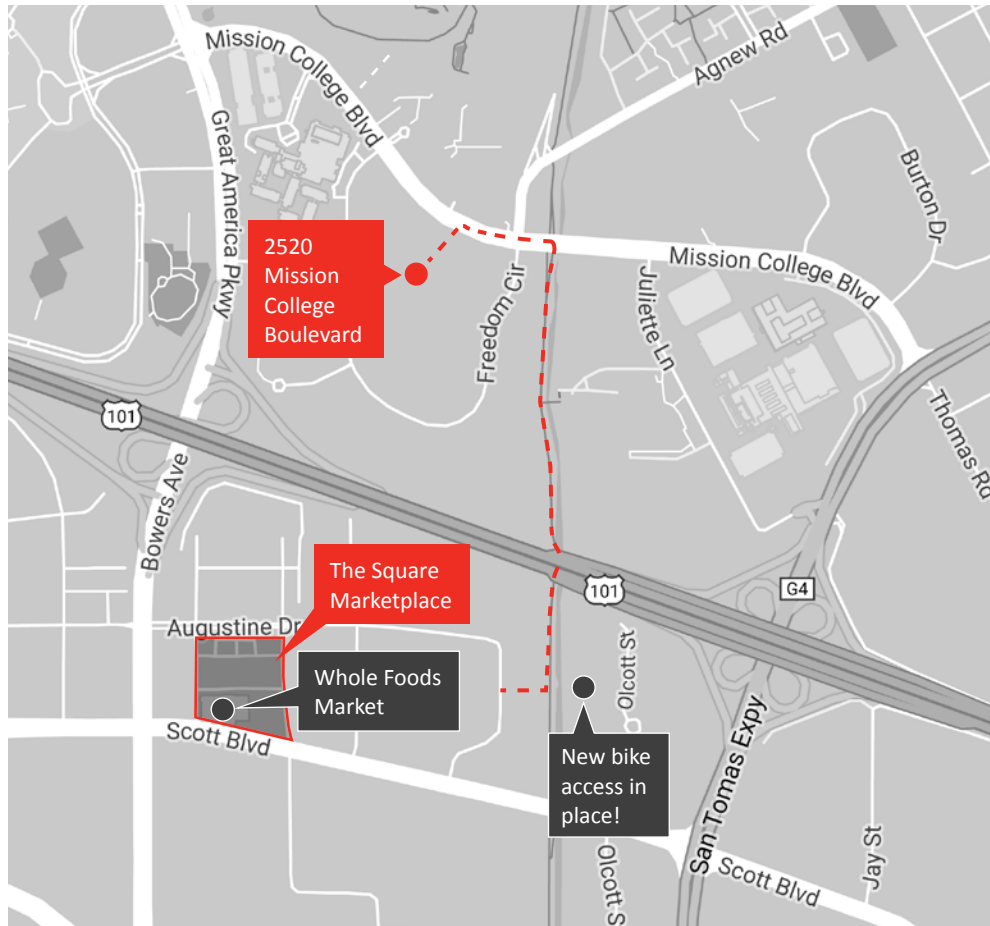 Mission College Blvd
Agnew Rd
Great America Pkwy
Burton Dr
2520
Mission
College
Boulevard
Mission College Blvd
Freedom Cir
Juliette Ln
101
Thomas Rd
Bowers Ave
The Square
Marketplace
101
G4
Augustine Dr
Whole Foods
Market
Olcott St
Scott Blvd
New bike
access in
place!
San Tomas Expy
Olcott S
Scott Blvd
Jay St